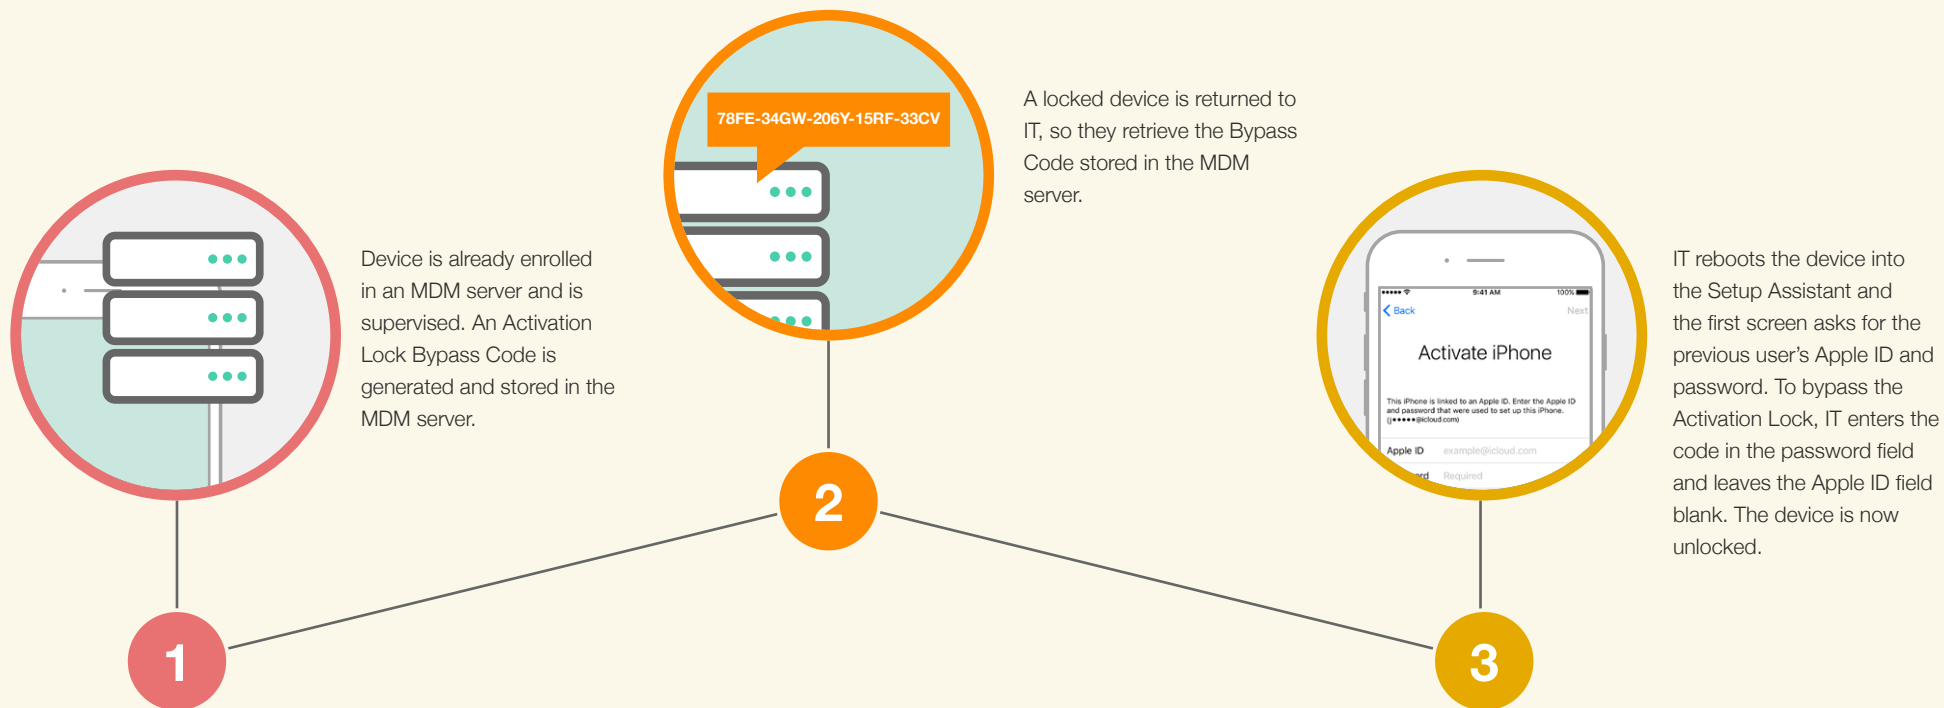 Device is already enrolled
in an MDM server and is
supervised. An Activation
Lock Bypass Code is
generated and stored in the
MDM server.
1
78FE-34GW-206Y-15RF-33CV
A locked device is returned to
IT, so they retrieve the Bypass
Code stored in the MDM
server.
2
9:41 AM 100%
Back Next
Activate iPhone
This iPhone is linked to an Apple ID. Enter the Apple ID
and password that were used to set up this iPhone.
(j•••••@icloud.com)
Apple ID example@icloud.com
Required
IT reboots the device into
the Setup Assistant and
the first screen asks for the
previous user's Apple ID and
password. To bypass the
Activation Lock, IT enters the
code in the password field
and leaves the Apple ID field
blank. The device is now
unlocked.
3